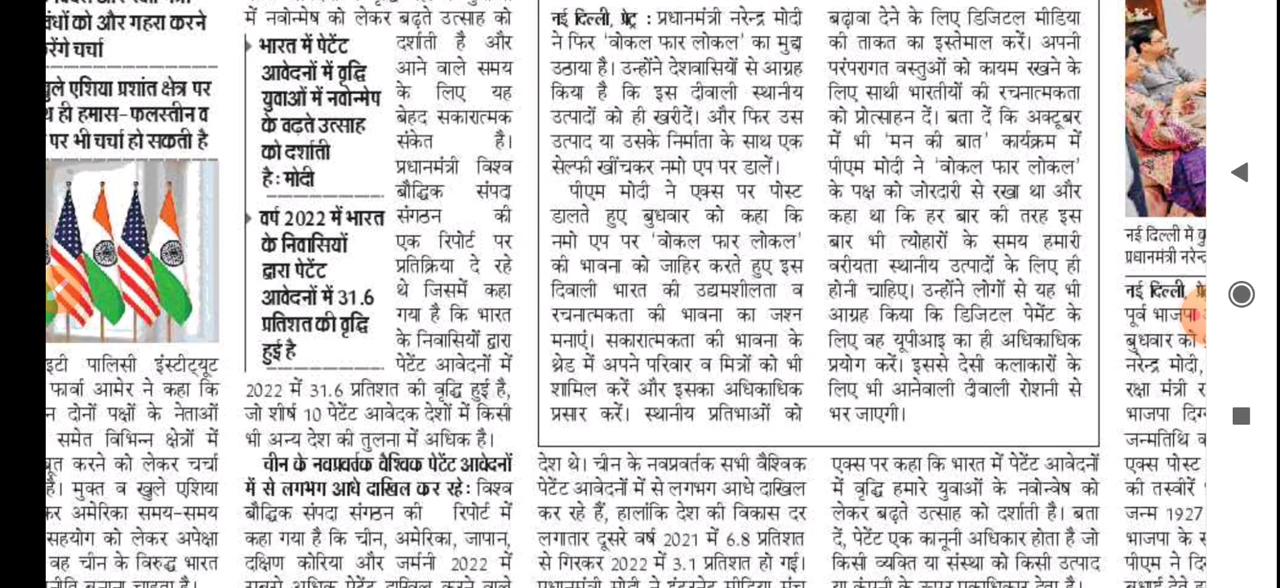 को और गहरा करने
रेंगे चर्चा
एशिया प्रशांत क्षेत्र पर
ही हमास-फलस्तीन व
पर भी चर्चा हो सकती है
पालिसी इंस्टीट्यूट
फार्वा आमेर ने कहा कि
दोनों पक्षों के नेताओं
समेत विभिन्न क्षेत्रों में
करने को लेकर चर्चा
है। मुक्त व खुले एशिया
अमेरिका समय-समय
सहयोग को लेकर अपेक्षा
वह चीन के विरुद्ध भारत
में नवोन्मेष को लेकर बढ़ते उत्साह को
दर्शाती है और
आने वाले समय
के लिए यह
बेहद सकारात्मक
संकेत है।
प्रधानमंत्री विश्व
बौद्धिक संपदा
संगठन की
एक रिपोर्ट पर
प्रतिक्रिया दे रहे
थे जिसमें कहा
गया है कि भारत
के निवासियों द्वारा
पेटेंट आवेदनों में
भारत में पेटेंट
आवेदनों में वृद्धि
युवाओं में नवोन्मेष
के बढ़ते उत्साह
को दर्शाती
है: मोदी
वर्ष 2022 में भारत
के निवासियों
द्वारा पेटेंट
आवेदनों में 31.6
प्रतिशत की वृद्धि
हुई है
2022 में 31.6 प्रतिशत की वृद्धि हुई है,
जो शीर्ष 10 पेटेंट आवेदक देशों में किसी
भी अन्य देश की तुलना में अधिक है।
चीन के नवप्रवर्तक वैश्विक पेटेंट आवेदनों
में से लगभग आधे दाखिल कर रहे: विश्व
बौद्धिक संपदा संगठन की रिपोर्ट में
कहा गया है कि चीन, अमेरिका, जापान,
दक्षिण कोरिया और जर्मनी 2022 में
सबसे अधिक पेटेंट दाखिल करने वाले
नई दिल्ली, प्रेट्र : प्रधानमंत्री नरेन्द्र मोदी
ने फिर 'वोकल फार लोकल' का मुद्दा
उठाया है। उन्होंने देशवासियों से आग्रह
किया है कि इस दीवाली स्थानीय
उत्पादों को ही खरीदें। और फिर उस
उत्पाद या उसके निर्माता के साथ एक
सेल्फी खींचकर नमो एप पर डालें।
पीएम मोदी ने एक्स पर पोस्ट
डालते हुए बुधवार को कहा कि
नमो एप पर 'वोकल फार लोकल'
की भावना को जाहिर करते हुए इस
दिवाली भारत की उद्यमशीलता व
रचनात्मकता की भावना का जश्न
मनाएं। सकारात्मकता की भावना के
थ्रेड में अपने परिवार व मित्रों को भी
शामिल करें और इसका अधिकाधिक
प्रसार करें। स्थानीय प्रतिभाओं को
बढ़ावा देने के लिए डिजिटल मीडिया
की ताकत का इस्तेमाल करें। अपनी
परंपरागत वस्तुओं को कायम रखने के
लिए साथी भारतीयों की रचनात्मकता
को प्रोत्साहन दें। बता दें कि अक्टूबर
में भी 'मन की बात' कार्यक्रम में
पीएम मोदी ने 'वोकल फार लोकल'
के पक्ष को जोरदारी से रखा था और
कहा था कि हर बार की तरह इस
बार भी त्योहारों के समय हमारी
वरीयता स्थानीय उत्पादों के लिए ही
होनी चाहिए। उन्होंने लोगों से यह भी
आग्रह किया कि डिजिटल पेमेंट के
लिए वह यूपीआइ का ही अधिकाधिक
प्रयोग करें। इससे देसी कलाकारों के
लिए भी आनेवाली दीवाली रोशनी से
भर जाएगी।
देश थे। चीन के नवप्रवर्तक सभी वैश्विक
पेटेंट आवेदनों में से लगभग आधे दाखिल
कर रहे हैं, हालांकि देश की विकास दर
लगातार दूसरे वर्ष 2021 में 6.8 प्रतिशत
से गिरकर 2022 में 3.1 प्रतिशत हो गई।
प्रधानमंत्री मोदी ने इंटरनेट मीडिया मंच
एक्स पर कहा कि भारत में पेटेंट आवेदनों
में वृद्धि हमारे युवाओं के नवोन्वेष को
लेकर बढ़ते उत्साह को दर्शाती है। बता
दें, पेटेंट एक कानूनी अधिकार होता है जो
किसी व्यक्ति या संस्था को किसी उत्पाद
नई दिल्ली में
प्रधानमंत्री
नई दिल्ली,
पूर्व भाजपा
बुधवार को
नरेन्द्र मोदी,
रक्षा मंत्री
भाजपा
जन्मतिथि
एक्स पोस्ट
की तस्वीरें
जन्म 1927
भाजपा के
पीएम ने